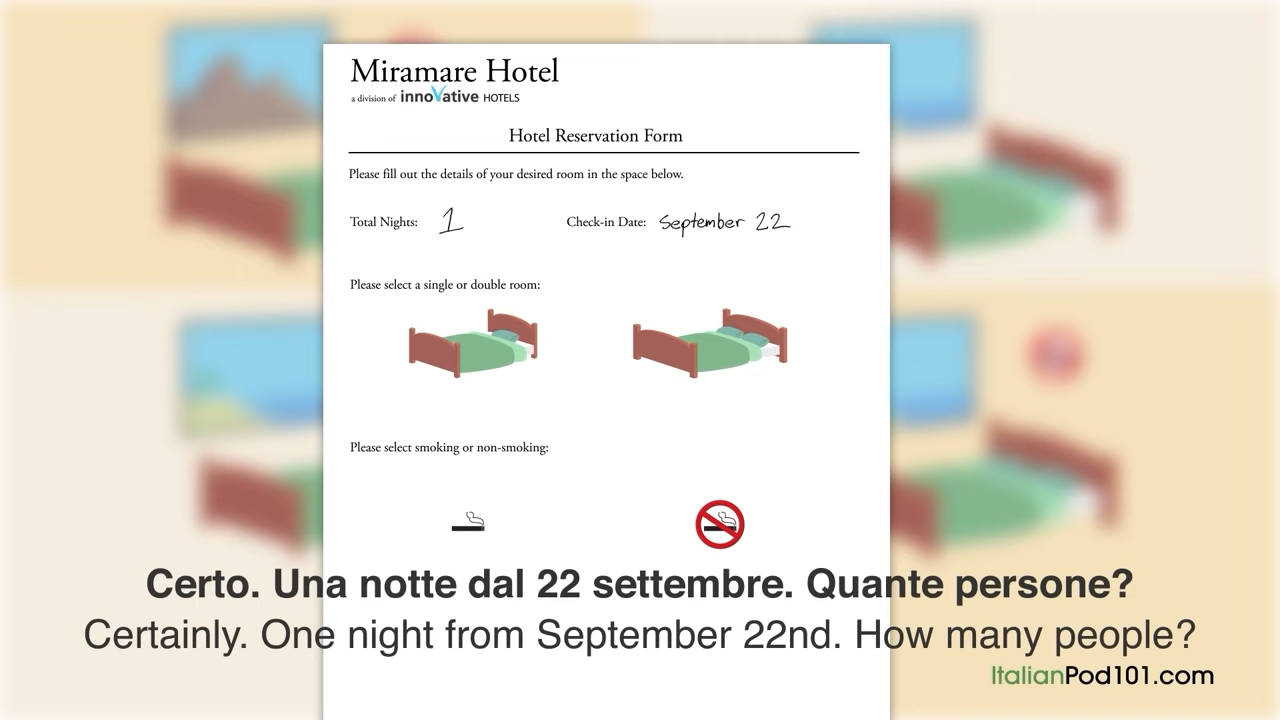 Miramare Hotel
a division of innovative HOTELS
Hotel Reservation Form
Please fill out the details of your desired room in the space below.
Total Nights: 1 Check-in Date: September 22
Please select a single or double room:
Please select smoking or non-smoking:
Certo. Una notte dal 22 settembre. Quante persone?
Certainly. One night from September 22nd. How many people?
ItalianPod101.com